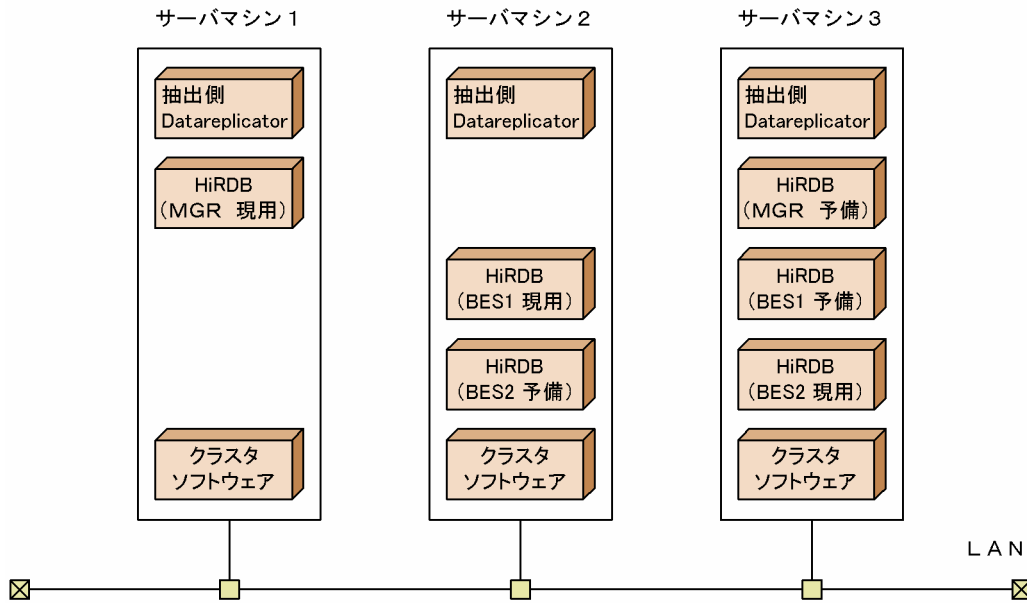 サーバマシン1
サーバマシン2
サーバマシン3
抽出側
Datareplicator
HiRDB
(MGR 現用)
クラスタ
ソフトウェア
抽出側
Datareplicator
HiRDB
(BES1 現用)
HiRDB
(BES2 予備)
クラスタ
ソフトウェア
抽出側
Datareplicator
HiRDB
(MGR 予備)
HiRDB
(BES1 予備)
HiRDB
(BES2 現用)
クラスタ
ソフトウェア
LAN